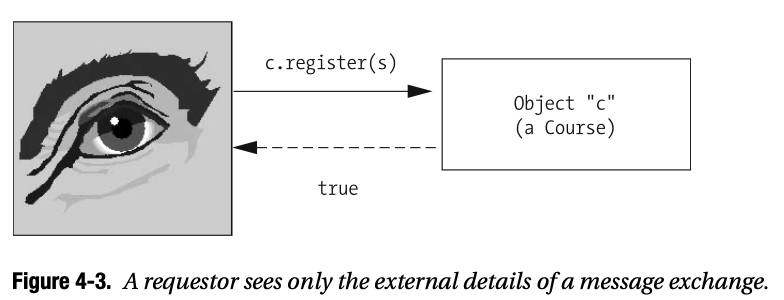 c.register(s)
Object "c"
(a Course)
true
Figure 4-3. A requestor sees only the external details of a message exchange.